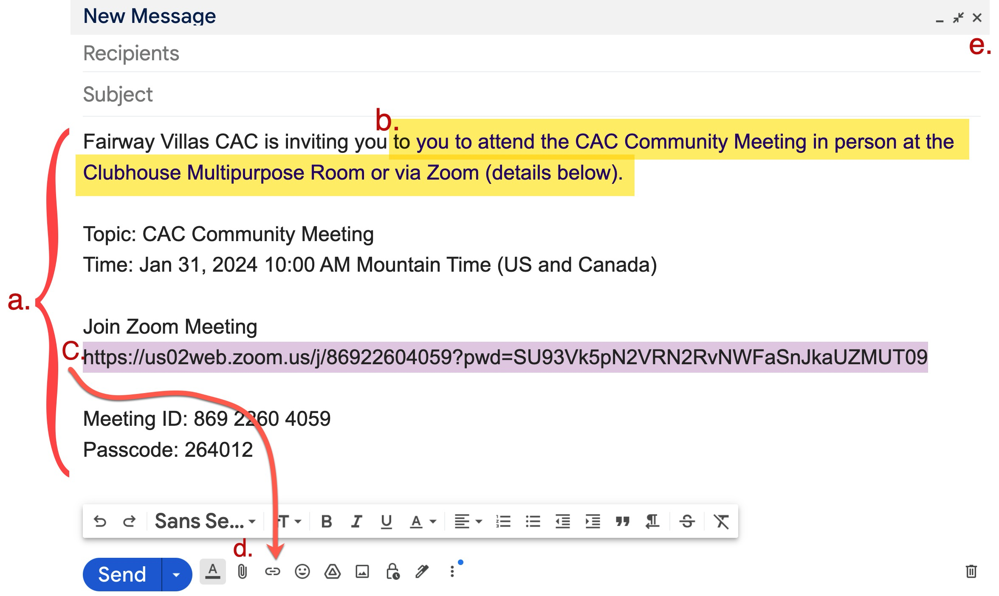 New Message
e.
Recipients
Subject
b.
Fairway Villas CAC is inviting you to you to attend the CAC Community Meeting in person at the
Clubhouse Multipurpose Room or via Zoom (details below).
Topic: CAC Community Meeting
Time: Jan 31, 2024 10:00 AM Mountain Time (US and Canada)
a.
Join Zoom Meeting
c.
https://us02web.zoom.us/j/86922604059?pwd=SU93Vk5pN2VRN2RvNWFaSnJkaUZMUT09
Meeting ID: 869 2260 4059
Passcode: 264012
Sans Se... TT B I U A
d.
Send A